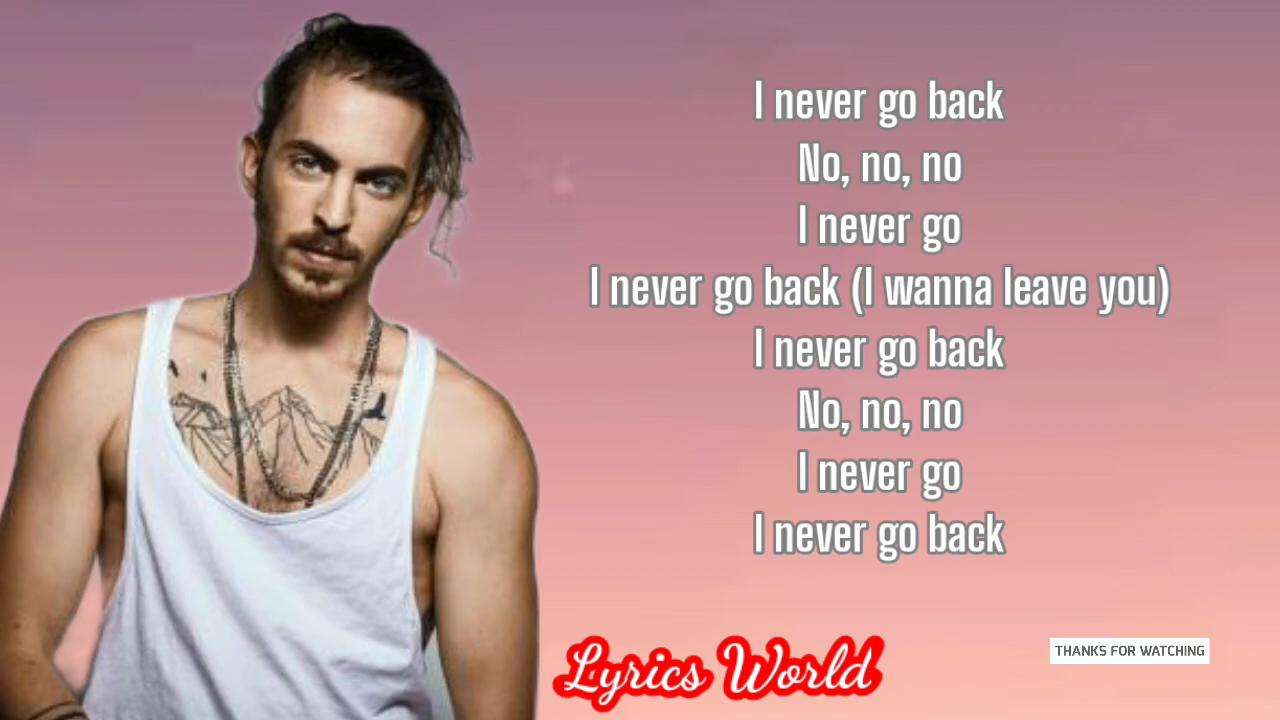 I never go back
No, no, no
I never go
I never go back (I wanna leave you)
I never go back
No, no, no
I never go
I never go back
Lyrics World
THANKS FOR WATCHING